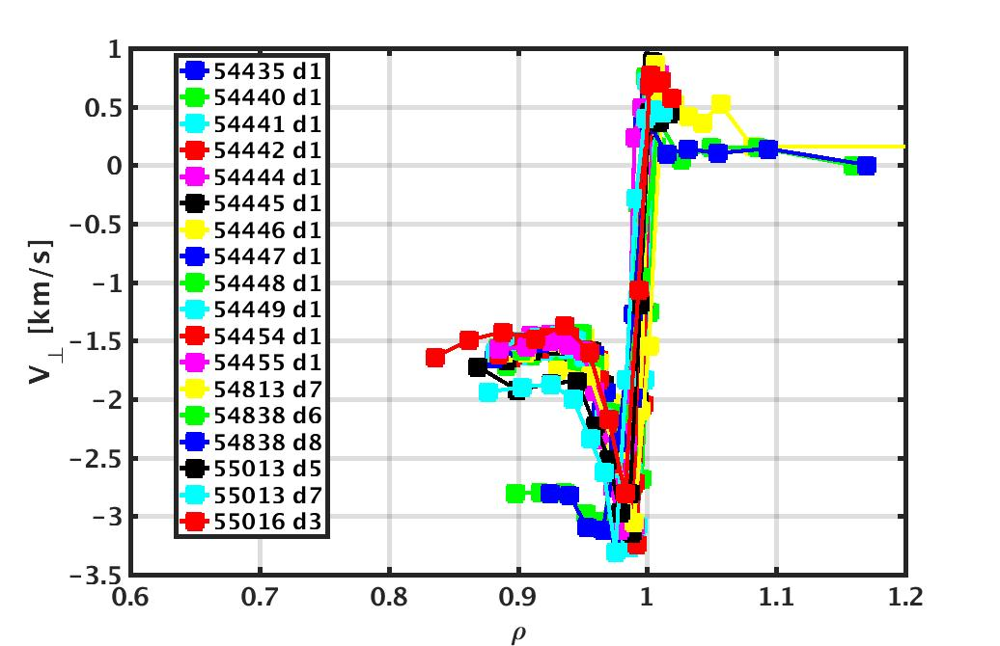 1
0.5
0
-0.5
-1
-1.5
-2
-2.5
-3
-3.5
V⊥ [km/s]
54435 d1
54440 d1
54441 d1
54442 d1
54444 d1
54445 d1
54446 d1
54447 d1
54448 d1
54449 d1
54454 d1
54455 d1
54813 d7
54838 d6
54838 d8
55013 d5
55013 d7
55016 d3
0.6 0.7 0.8 0.9 1 1.1 1.2
ρ